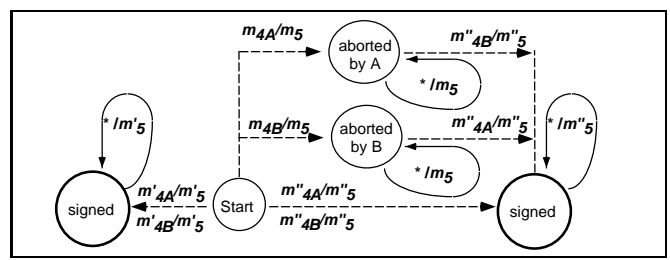 m4A/m5
aborted by A
m"4B/m"5
* /m5
* /m'5
m4B/m5
aborted by B
m"4A/m"5
* /m"5
* /m5
signed
m'4A/m'5
m'4B/m'5
Start
m"4A/m"5
m"4B/m"5
signed